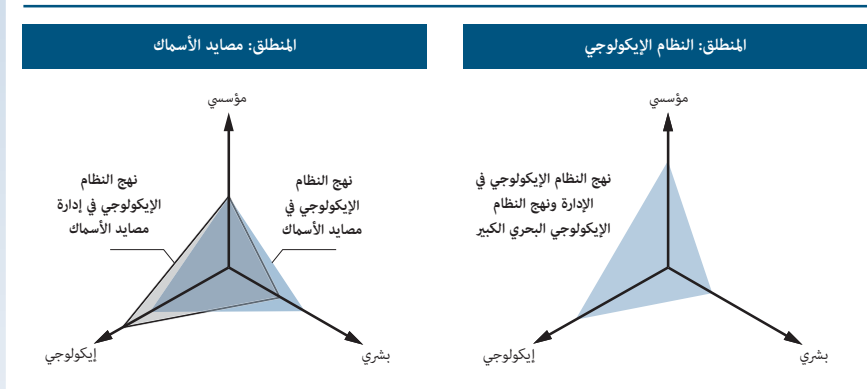 المنطلق: النظام الإيكولوجي
مؤسسي
نهج النظام الإيكولوجي في
الإدارة ونهج النظام
الإيكولوجي البحري الكبير
إيكولوجي
بشري
المنطلق: مصايد الأسماك
مؤسسي
نهج النظام
الإيكولوجي في
مصايد الأسماك
نهج النظام
الإيكولوجي في إدارة
مصايد الأسماك
إيكولوجي
بشري